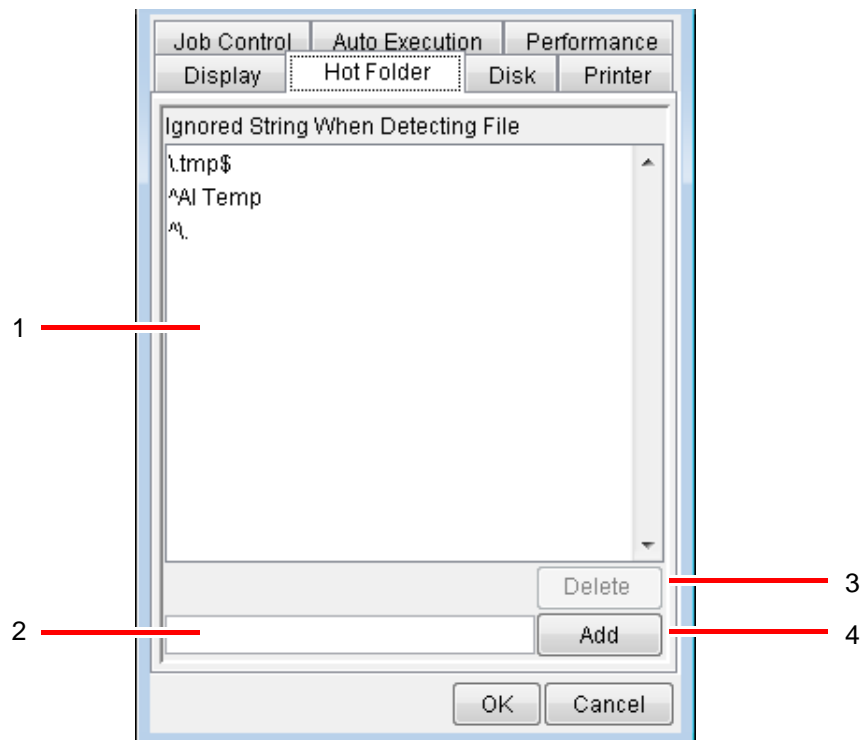 Job Control Auto Execution Performance
Display Hot Folder Disk Printer
Ignored String When Detecting File
\.tmp$
^AI Temp
^\.
1
Delete 3
2 Add 4
OK Cancel